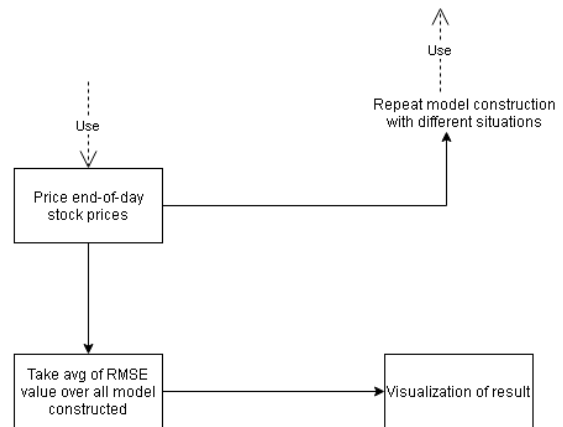 Use
Repeat model construction
with different situations
Use
Price end-of-day
stock prices
Take avg of RMSE
value over all model
constructed
Visualization of result